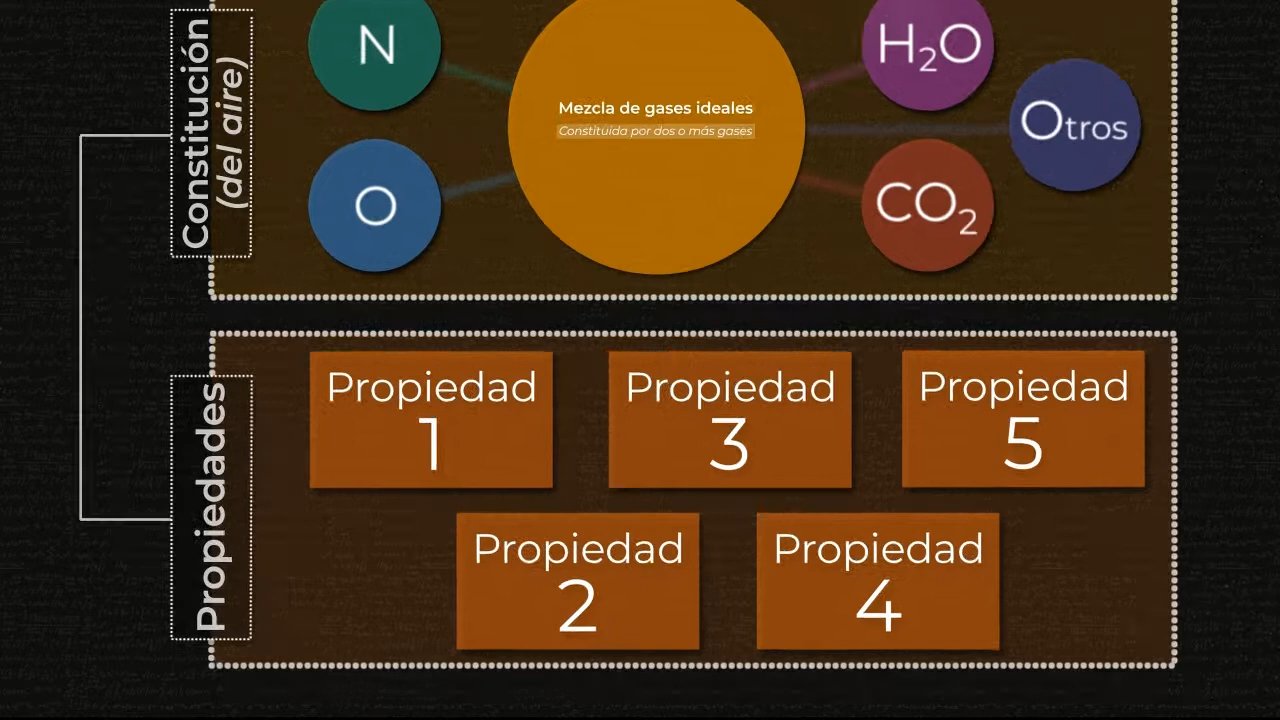 Constitución
(del aire)
N
O
Mezcla de gases ideales
Constituida por dos o más gases
H₂O
CO₂
Otros
Propiedades
Propiedad
1
Propiedad
3
Propiedad
5
Propiedad
2
Propiedad
4